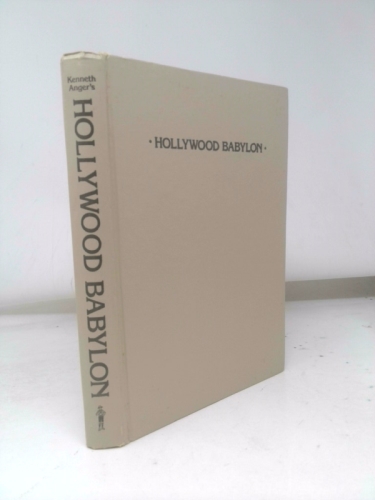 Kenneth
Anger's
HOLLYWOOD BABYLON
· HOLLYWOOD BABYLON ·